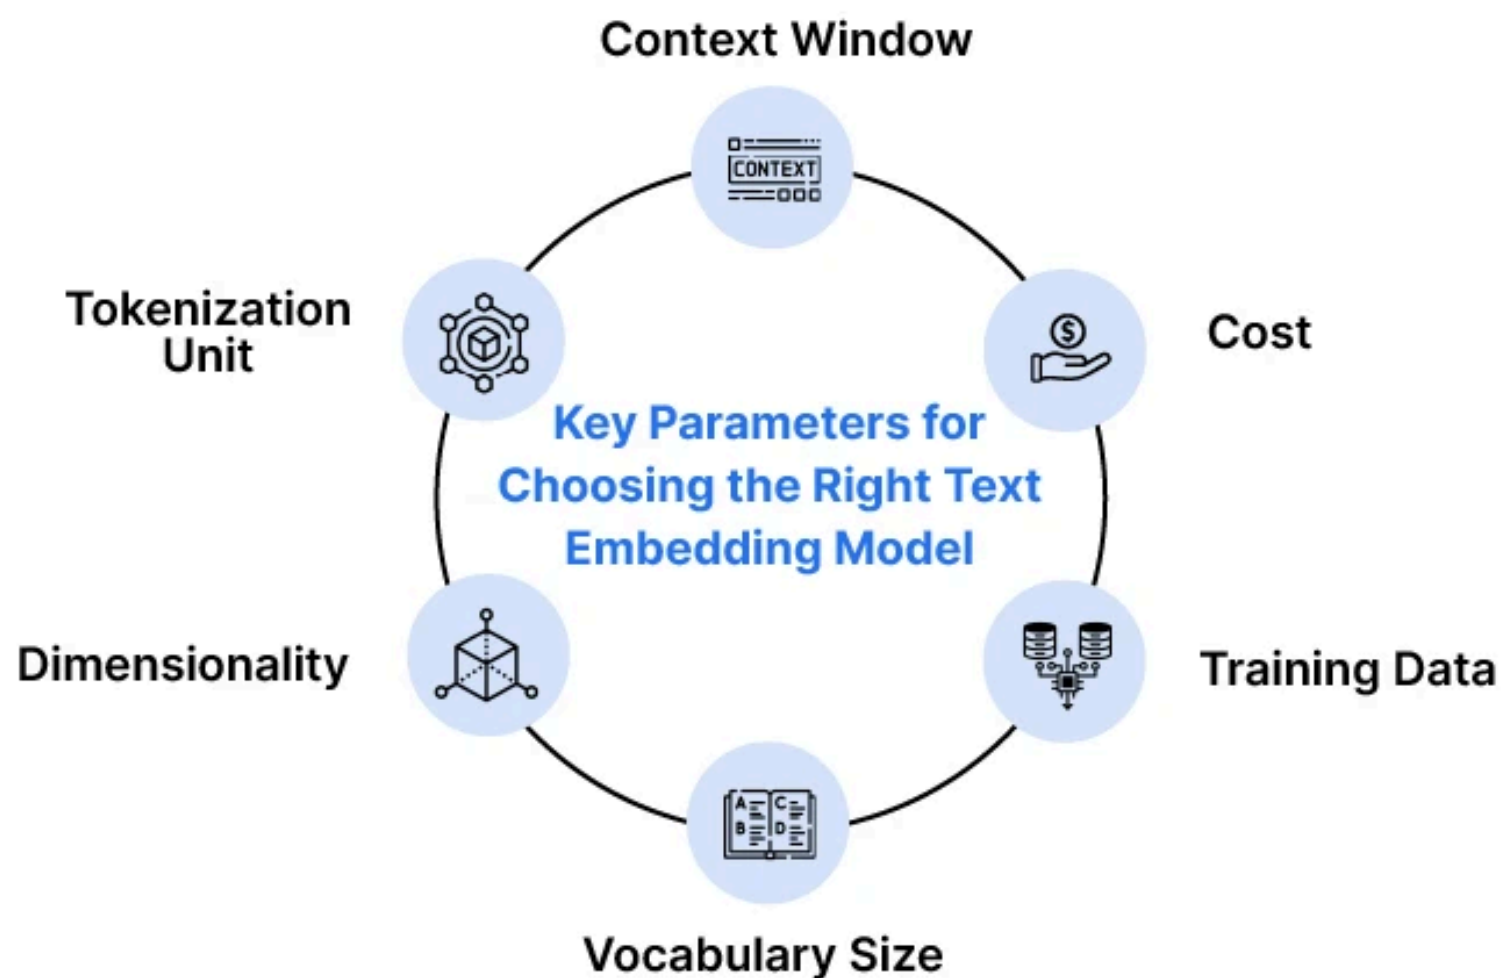 Context Window
CONTEXT
Tokenization
Unit
$
Cost
Key Parameters for
Choosing the Right Text
Embedding Model
Dimensionality
Training Data
A C
B D
Vocabulary Size